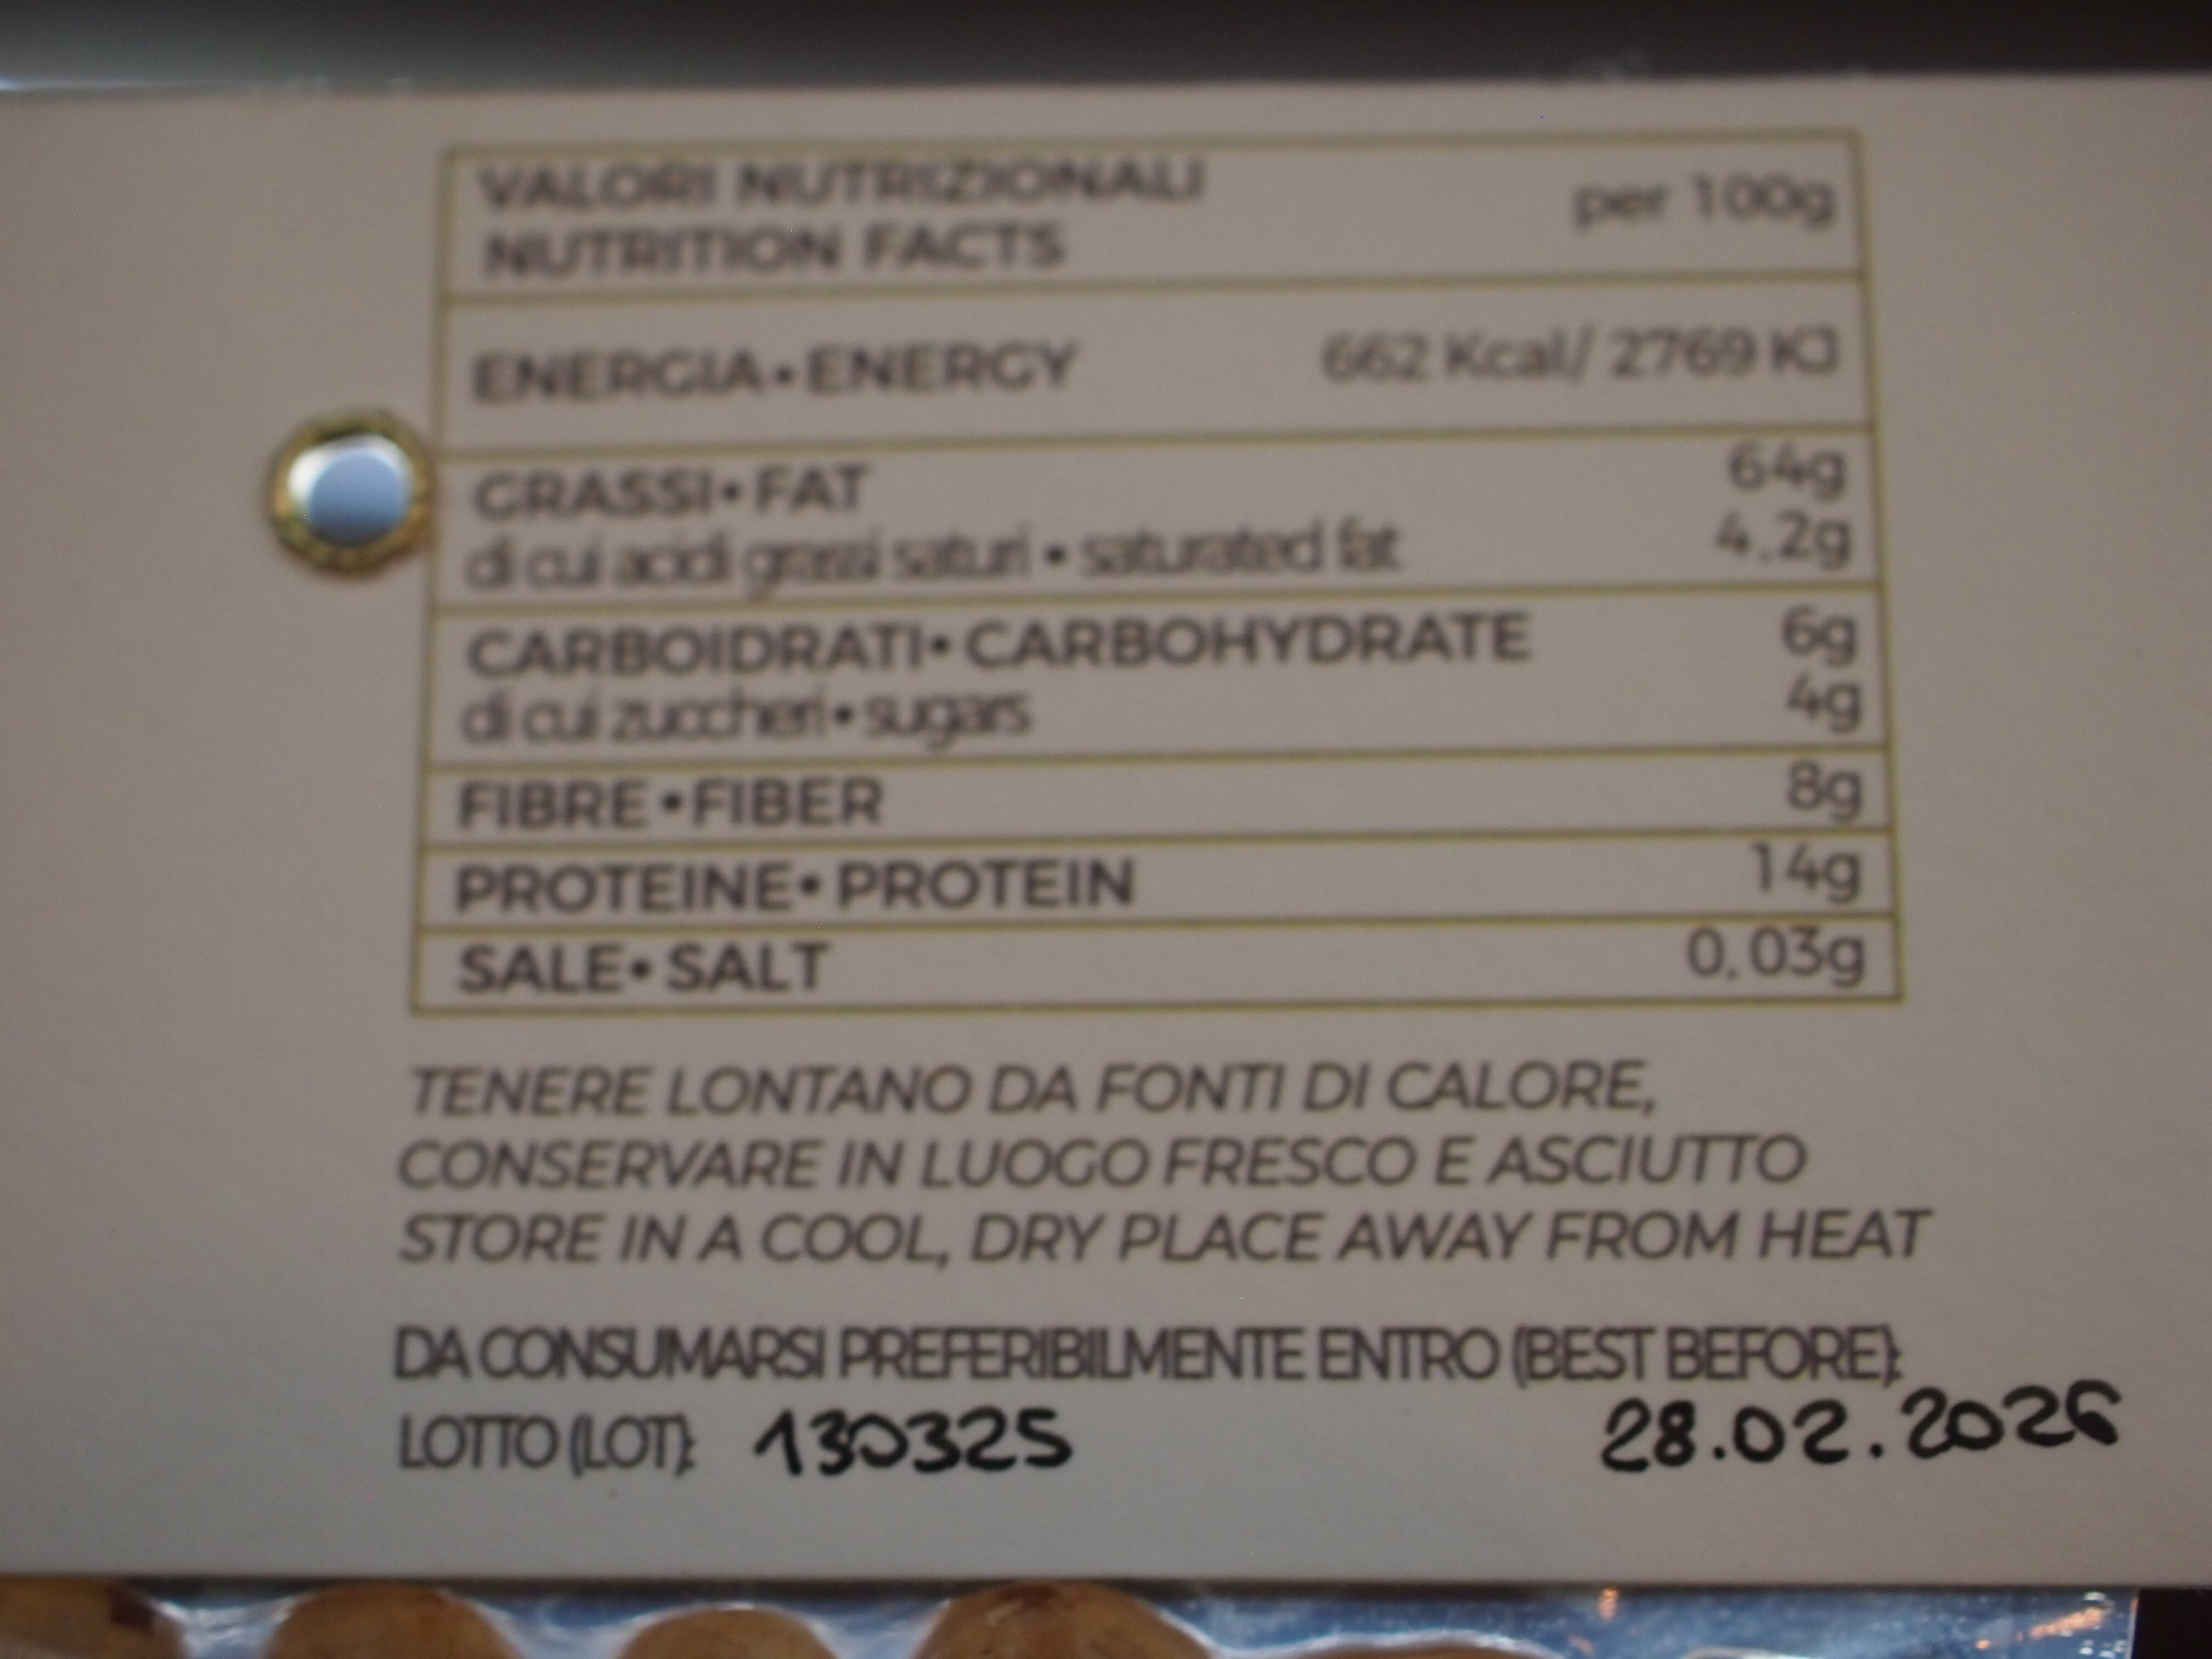 VALORI NUTRIZIONALI
NUTRITION FACTS
per 100g
ENERGIA•ENERGY 662 Kcal/ 2769 KJ
GRASSI•FAT 64g
di cui acidi grassi saturi • saturated fat 4.2g
CARBOIDRATI•CARBOHYDRATE 6g
di cui zuccheri•sugars 4g
FIBRE•FIBER 8g
PROTEINE•PROTEIN 14g
SALE•SALT 0,03g
TENERE LONTANO DA FONTI DI CALORE,
CONSERVARE IN LUOGO FRESCO E ASCIUTTO
STORE IN A COOL, DRY PLACE AWAY FROM HEAT
DA CONSUMARSI PREFERIBILMENTE ENTRO (BEST BEFORE):
LOTTO (LOT): 130325 28.02.2026